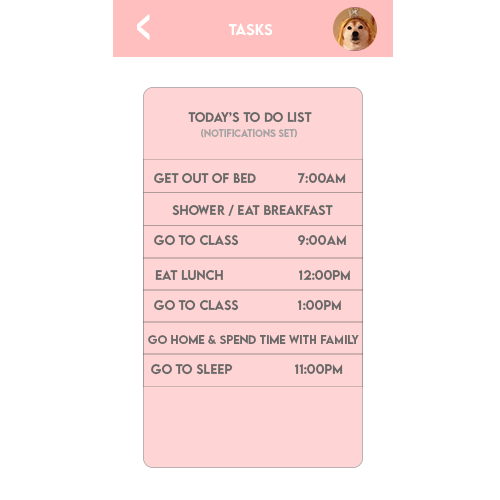 TASKS
TODAY'S TO DO LIST
(NOTIFICATIONS SET)
GET OUT OF BED 7:00AM
SHOWER / EAT BREAKFAST
GO TO CLASS 9:00AM
EAT LUNCH 12:00PM
GO TO CLASS 1:00PM
GO HOME & SPEND TIME WITH FAMILY
GO TO SLEEP 11:00PM